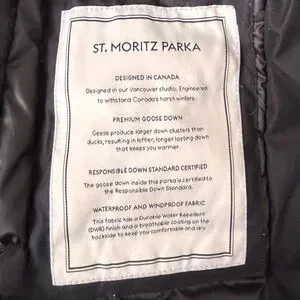 ST. MORITZ PARKA
DESIGNED IN CANADA
Designed in our Vancouver studio. Engineered
to withstand Canada's harsh winters.
PREMIUM GOOSE DOWN
Geese produce larger down clusters than
ducks, resulting in loftier, longer lasting down
that keeps you warmer.
RESPONSIBLE DOWN STANDARD CERTIFIED
The goose down inside this parka is certified to
the Responsible Down Standard.
WATERPROOF AND WINDPROOF FABRIC
This fabric has a Durable Water Repellent
(DWR) finish and a breathable coating on the
backside to keep you comfortable and dry.